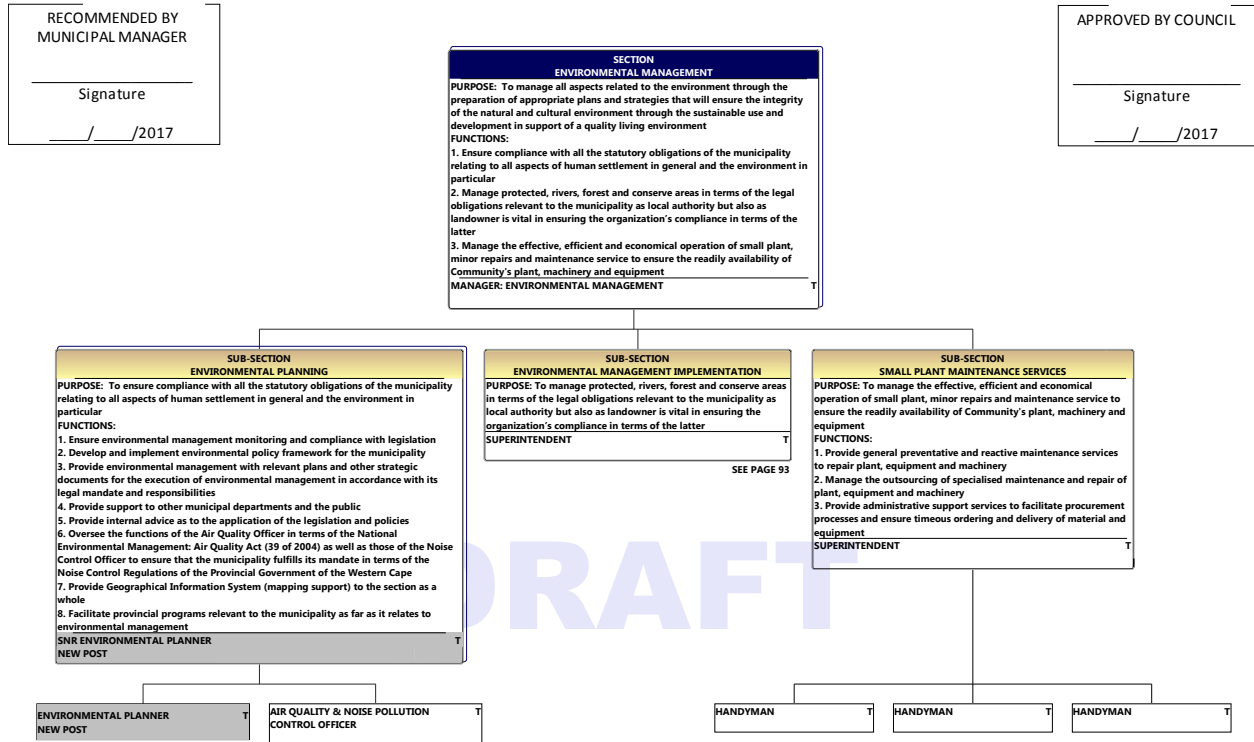 RECOMMENDED BY
MUNICIPAL MANAGER
Signature
_____/_____/2017
APPROVED BY COUNCIL
Signature
_____/_____/2017
SECTION
ENVIRONMENTAL MANAGEMENT
PURPOSE: To manage all aspects related to the environment through the
preparation of appropriate plans and strategies that will ensure the integrity
of the natural and cultural environment through the sustainable use and
development in support of a quality living environment
FUNCTIONS:
1. Ensure compliance with all the statutory obligations of the municipality
relating to all aspects of human settlement in general and the environment in
particular
2. Manage protected, rivers, forest and conserve areas in terms of the legal
obligations relevant to the municipality as local authority but also as
landowner is vital in ensuring the organization's compliance in terms of the
latter
3. Manage the effective, efficient and economical operation of small plant,
minor repairs and maintenance service to ensure the readily availability of
Community's plant, machinery and equipment
MANAGER: ENVIRONMENTAL MANAGEMENT T
SUB-SECTION
ENVIRONMENTAL PLANNING
PURPOSE: To ensure compliance with all the statutory obligations of the municipality
relating to all aspects of human settlement in general and the environment in
particular
FUNCTIONS:
1. Ensure environmental management monitoring and compliance with legislation
2. Develop and implement environmental policy framework for the municipality
3. Provide environmental management with relevant plans and other strategic
documents for the execution of environmental management in accordance with its
legal mandate and responsibilities
4. Provide support to other municipal departments and the public
5. Provide internal advice as to the application of the legislation and policies
6. Oversee the functions of the Air Quality Officer in terms of the National
Environmental Management: Air Quality Act (39 of 2004) as well as those of the Noise
Control Officer to ensure that the municipality fulfills its mandate in terms of the
Noise Control Regulations of the Provincial Government of the Western Cape
7. Provide Geographical Information System (mapping support) to the section as a
whole
8. Facilitate provincial programs relevant to the municipality as far as it relates to
environmental management
SNR ENVIRONMENTAL PLANNER T
NEW POST
SUB-SECTION
ENVIRONMENTAL MANAGEMENT IMPLEMENTATION
PURPOSE: To manage protected, rivers, forest and conserve areas
in terms of the legal obligations relevant to the municipality as
local authority but also as landowner is vital in ensuring the
organization's compliance in terms of the latter
SUPERINTENDENT T
SEE PAGE 93
SUB-SECTION
SMALL PLANT MAINTENANCE SERVICES
PURPOSE: To manage the effective, efficient and economical
operation of small plant, minor repairs and maintenance service to
ensure the readily availability of Community's plant, machinery and
equipment
FUNCTIONS:
1. Provide general preventative and reactive maintenance services
to repair plant, equipment and machinery
2. Manage the outsourcing of specialised maintenance and repair of
plant, equipment and machinery
3. Provide administrative support services to facilitate procurement
processes and ensure timeous ordering and delivery of material and
equipment
SUPERINTENDENT T
DRAFT
ENVIRONMENTAL PLANNER T
NEW POST
AIR QUALITY & NOISE POLLUTION T
CONTROL OFFICER
HANDYMAN T
HANDYMAN T
HANDYMAN T